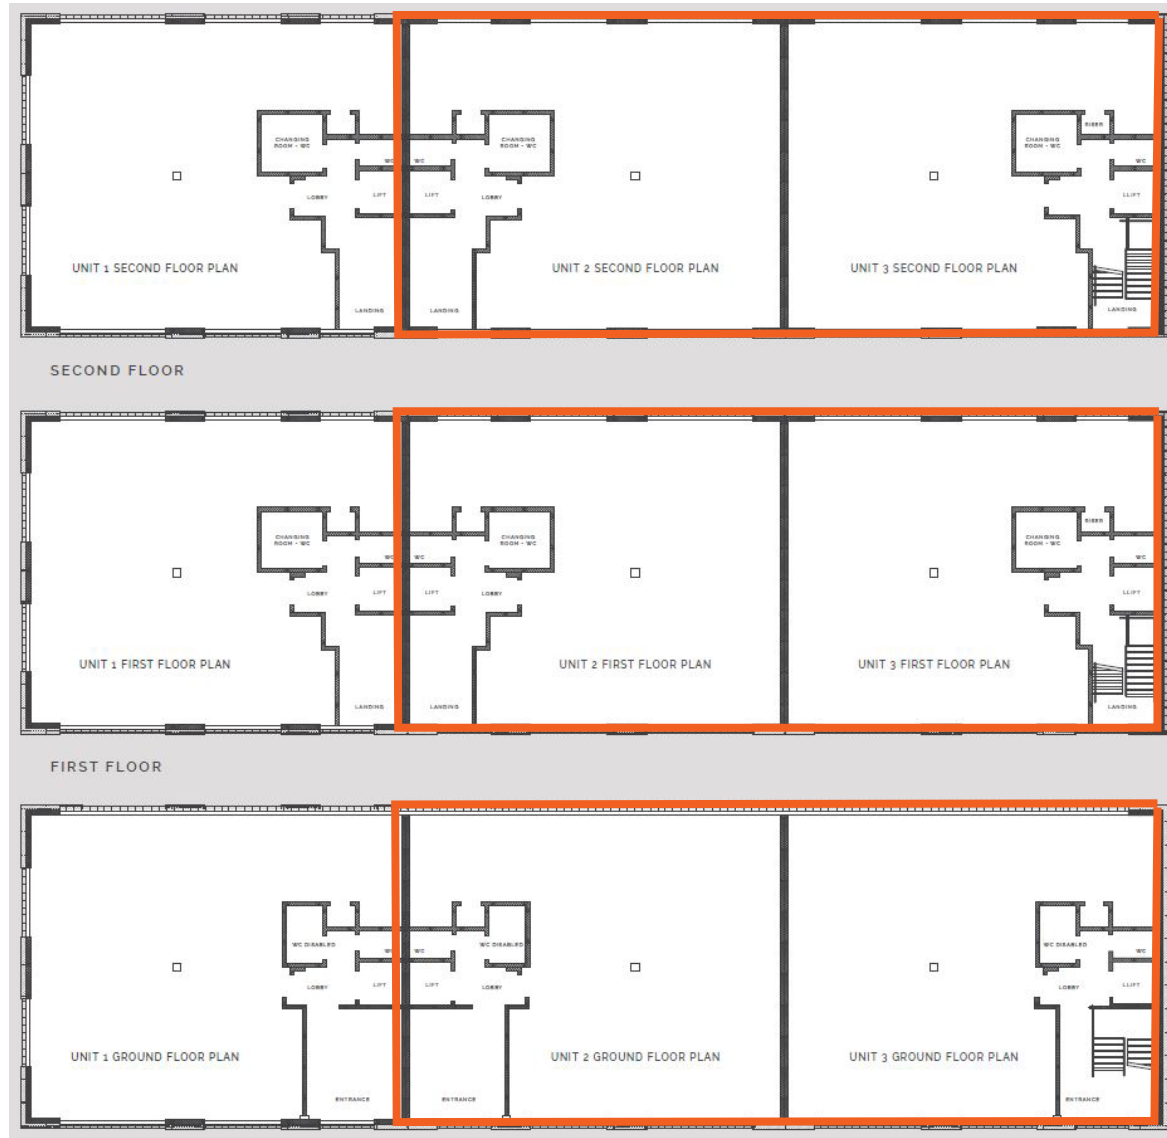 RISER
CHANGING
ROOM - WC
CHANGING
ROOM - WC
CHANGING
ROOM - WC
WC
WC
WC
LOBBY
LIFT
LIFT
LOBBY
LLIFT
UNIT 1 SECOND FLOOR PLAN
UNIT 2 SECOND FLOOR PLAN
UNIT 3 SECOND FLOOR PLAN
LANDING
LANDING
LANDING
SECOND FLOOR
RISER
CHANGING
ROOM - WC
CHANGING
ROOM - WC
CHANGING
ROOM - WC
WC
WC
WC
LOBBY
LIFT
LIFT
LOBBY
LLIFT
UNIT 1 FIRST FLOOR PLAN
UNIT 2 FIRST FLOOR PLAN
UNIT 3 FIRST FLOOR PLAN
LANDING
LANDING
LANDING
FIRST FLOOR
WC DISABLED
WC DISABLED
WC DISABLED
WC
WC
WC
LOBBY
LIFT
LIFT
LOBBY
LOBBY
LLIFT
UNIT 1 GROUND FLOOR PLAN
UNIT 2 GROUND FLOOR PLAN
UNIT 3 GROUND FLOOR PLAN
ENTRANCE
ENTRANCE
ENTRANCE